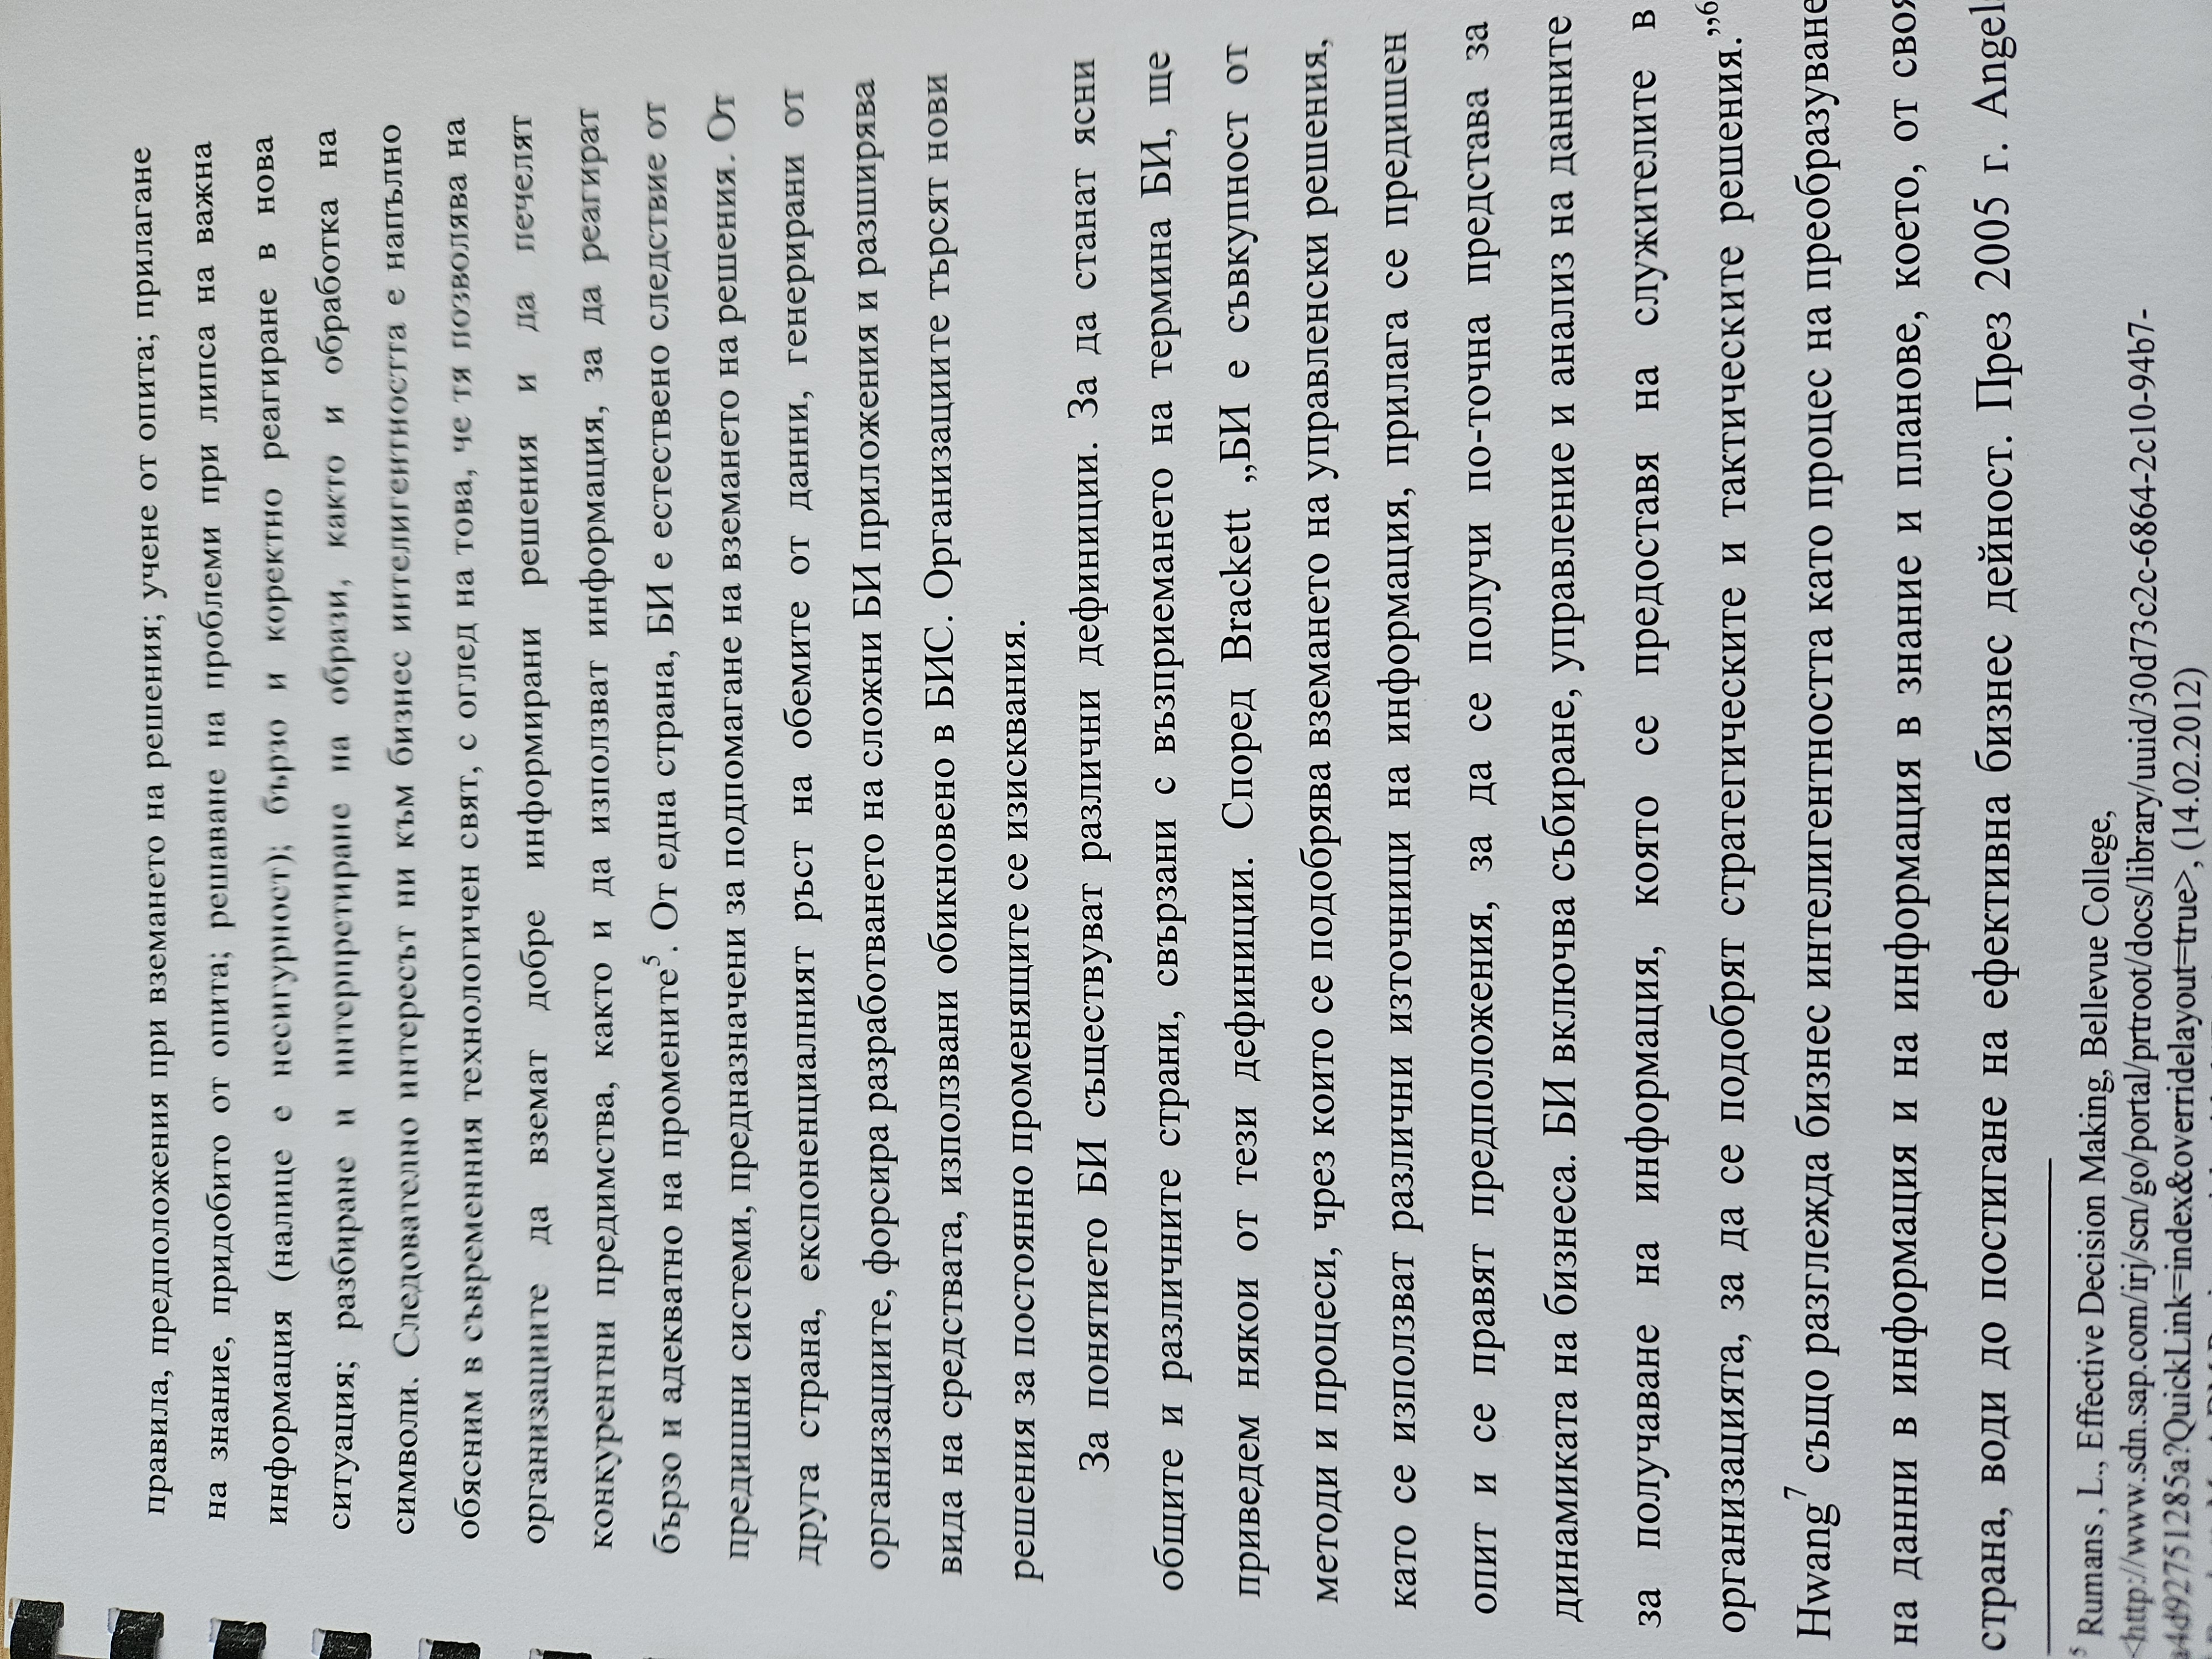 правила, предположения при вземането на решения; учене от опита; прилагане
на знание, придобито от опита; решаване на проблеми при липса на важна
информация (налице е несигурност); бързо и коректно реагиране в нова
ситуация; разбиране и интерпретиране на образи, както и обработка на
символи. Следователно интересът ни към бизнес интелигентността е напълно
обясним в съвременния технологичен свят, с оглед на това, че тя позволява на
организациите да вземат добре информирани решения и да печелят
конкурентни предимства, както и да използват информация, за да реагират
бързо и адекватно на промените⁵. От една страна, БИ е естествено следствие от
предишни системи, предназначени за подпомагане на вземането на решения. От
друга страна, експоненциалният ръст на обемите от данни, генерирани от
организациите, форсира разработването на сложни БИ приложения и разширява
вида на средствата, използвани обикновено в БИС. Организациите търсят нови
решения за постоянно променящите се изисквания.
За понятието БИ съществуват различни дефиниции. За да станат ясни
общите и различните страни, свързани с възприемането на термина БИ, ще
приведем някои от тези дефиниции. Според Brackett „БИ е съвкупност от
методи и процеси, чрез които се подобрява вземането на управленски решения,
като се използват различни източници на информация, прилага се предишен
опит и се правят предположения, за да се получи по-точна представа за
динамиката на бизнеса. БИ включва събиране, управление и анализ на данните
за получаване на информация, която се предоставя на служителите в
организацията, за да се подобрят стратегическите и тактическите решения.”⁶
Hwang⁷ също разглежда бизнес интелигентността като процес на преобразуване
на данни в информация и на информация в знание и планове, което, от своя
страна, води до постигане на ефективна бизнес дейност. През 2005 г.
⁵ Rumans , L., Effective Decision Making, Bellevue College,
<http://www.sdn.sap.com/irj/scn/go/portal/prtroot/docs/library/uuid/30d73c2c-6864-2c10-94b7-
a4d92751285a?QuickLink=index&overridelayout=true>, (14.02.2012)